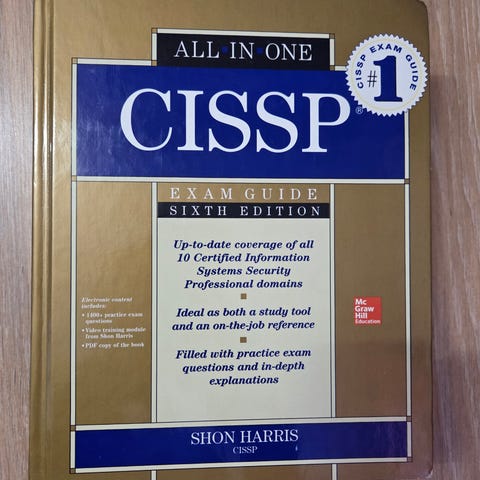 ALL·IN·ONE
CISSP EXAM GUIDE
#1
CISSP®
EXAM GUIDE
SIXTH EDITION
Up-to-date coverage of all
10 Certified Information
Systems Security
Professional domains
Ideal as both a study tool
and an on-the-job reference
Filled with practice exam
questions and in-depth
explanations
Electronic content
includes:
• 1400+ practice exam
questions
• Video training module
from Shon Harris
• PDF copy of the book
Mc
Graw
Hill
Education
SHON HARRIS
CISSP